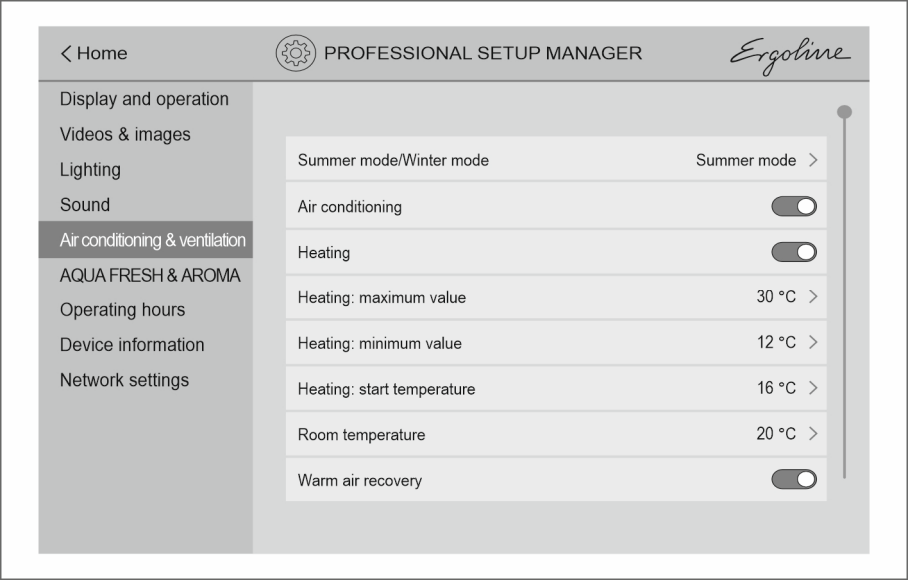 Home
PROFESSIONAL SETUP MANAGER
Ergoline
Display and operation
Videos & images
Lighting
Sound
Air conditioning & ventilation
AQUA FRESH & AROMA
Operating hours
Device information
Network settings
Summer mode/Winter mode Summer mode
Air conditioning
Heating
Heating: maximum value 30 °C
Heating: minimum value 12 °C
Heating: start temperature 16 °C
Room temperature 20 °C
Warm air recovery